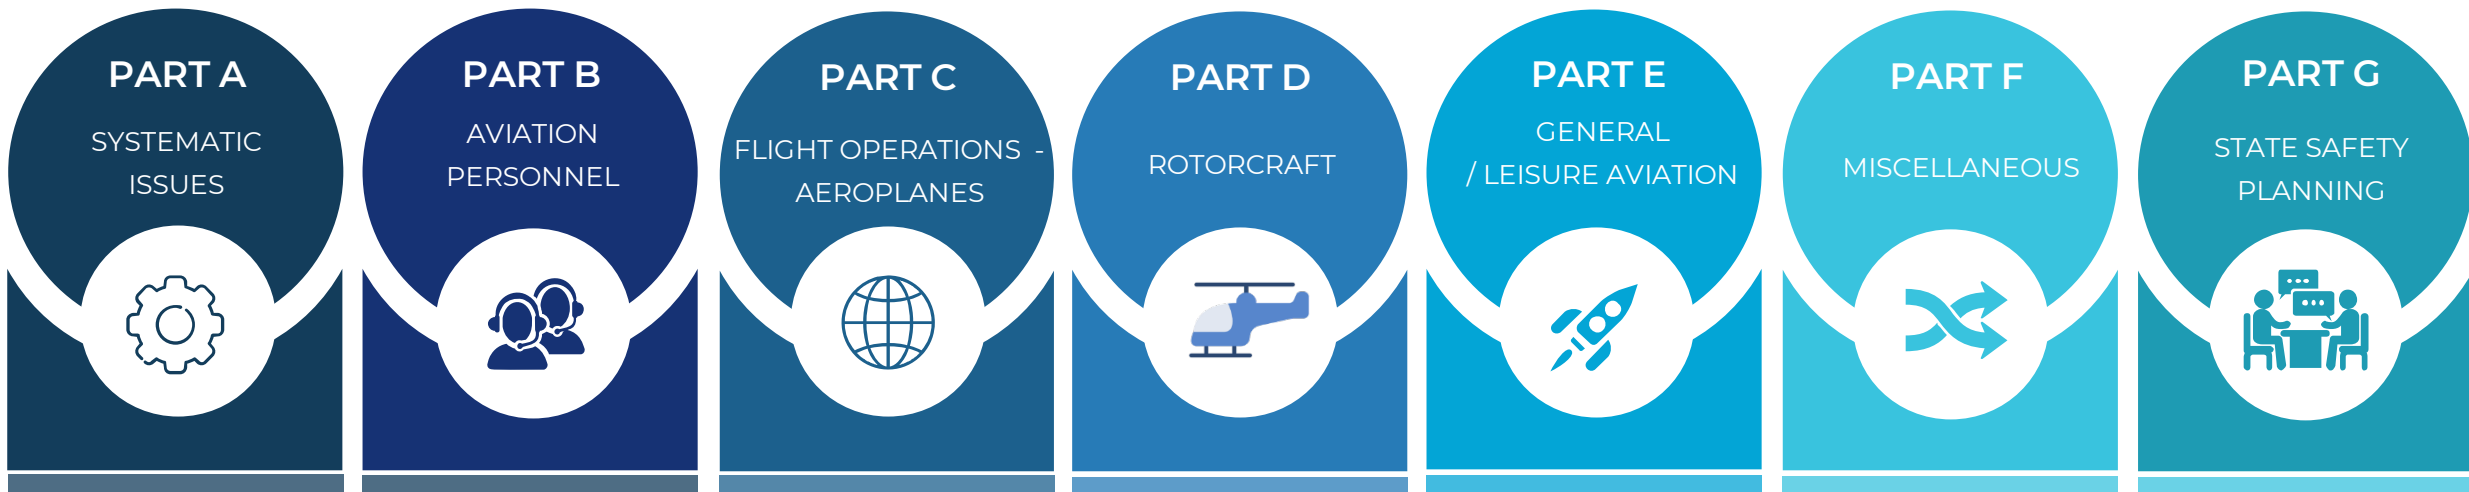 PART A
SYSTEMATIC
ISSUES
PART B
AVIATION
PERSONNEL
PART C
FLIGHT OPERATIONS -
AEROPLANES
PART D
ROTORCRAFT
PART E
GENERAL
/ LEISURE AVIATION
PART F
MISCELLANEOUS
PART G
STATE SAFETY
PLANNING